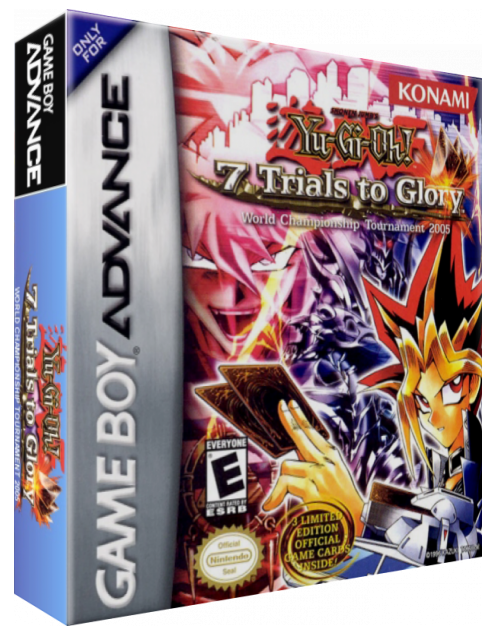 GAME BOY
ADVANCE
Yu-Gi-Oh!
7 Trials to Glory
WORLD CHAMPIONSHIP TOURNAMENT 2005
ONLY
FOR
GAME BOY ADVANCE
KONAMI
Yu-Gi-Oh!
7 Trials to Glory
World Championship Tournament 2005
EVERYONE
E
CONTENT RATED BY
ESRB
Official
Nintendo
Seal
3 LIMITED
EDITION
OFFICIAL
GAME CARDS
INSIDE!